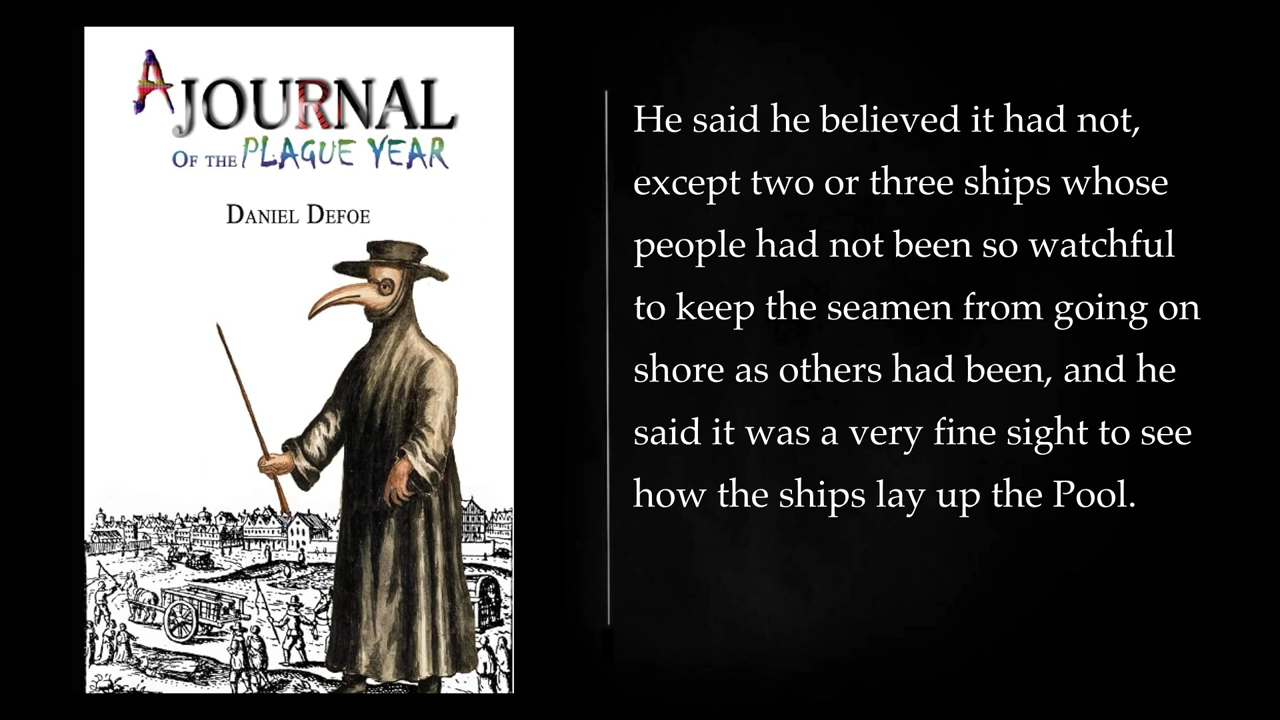 A JOURNAL
OF THE PLAGUE YEAR
DANIEL DEFOE
He said he believed it had not,
except two or three ships whose
people had not been so watchful
to keep the seamen from going on
shore as others had been, and he
said it was a very fine sight to see
how the ships lay up the Pool.